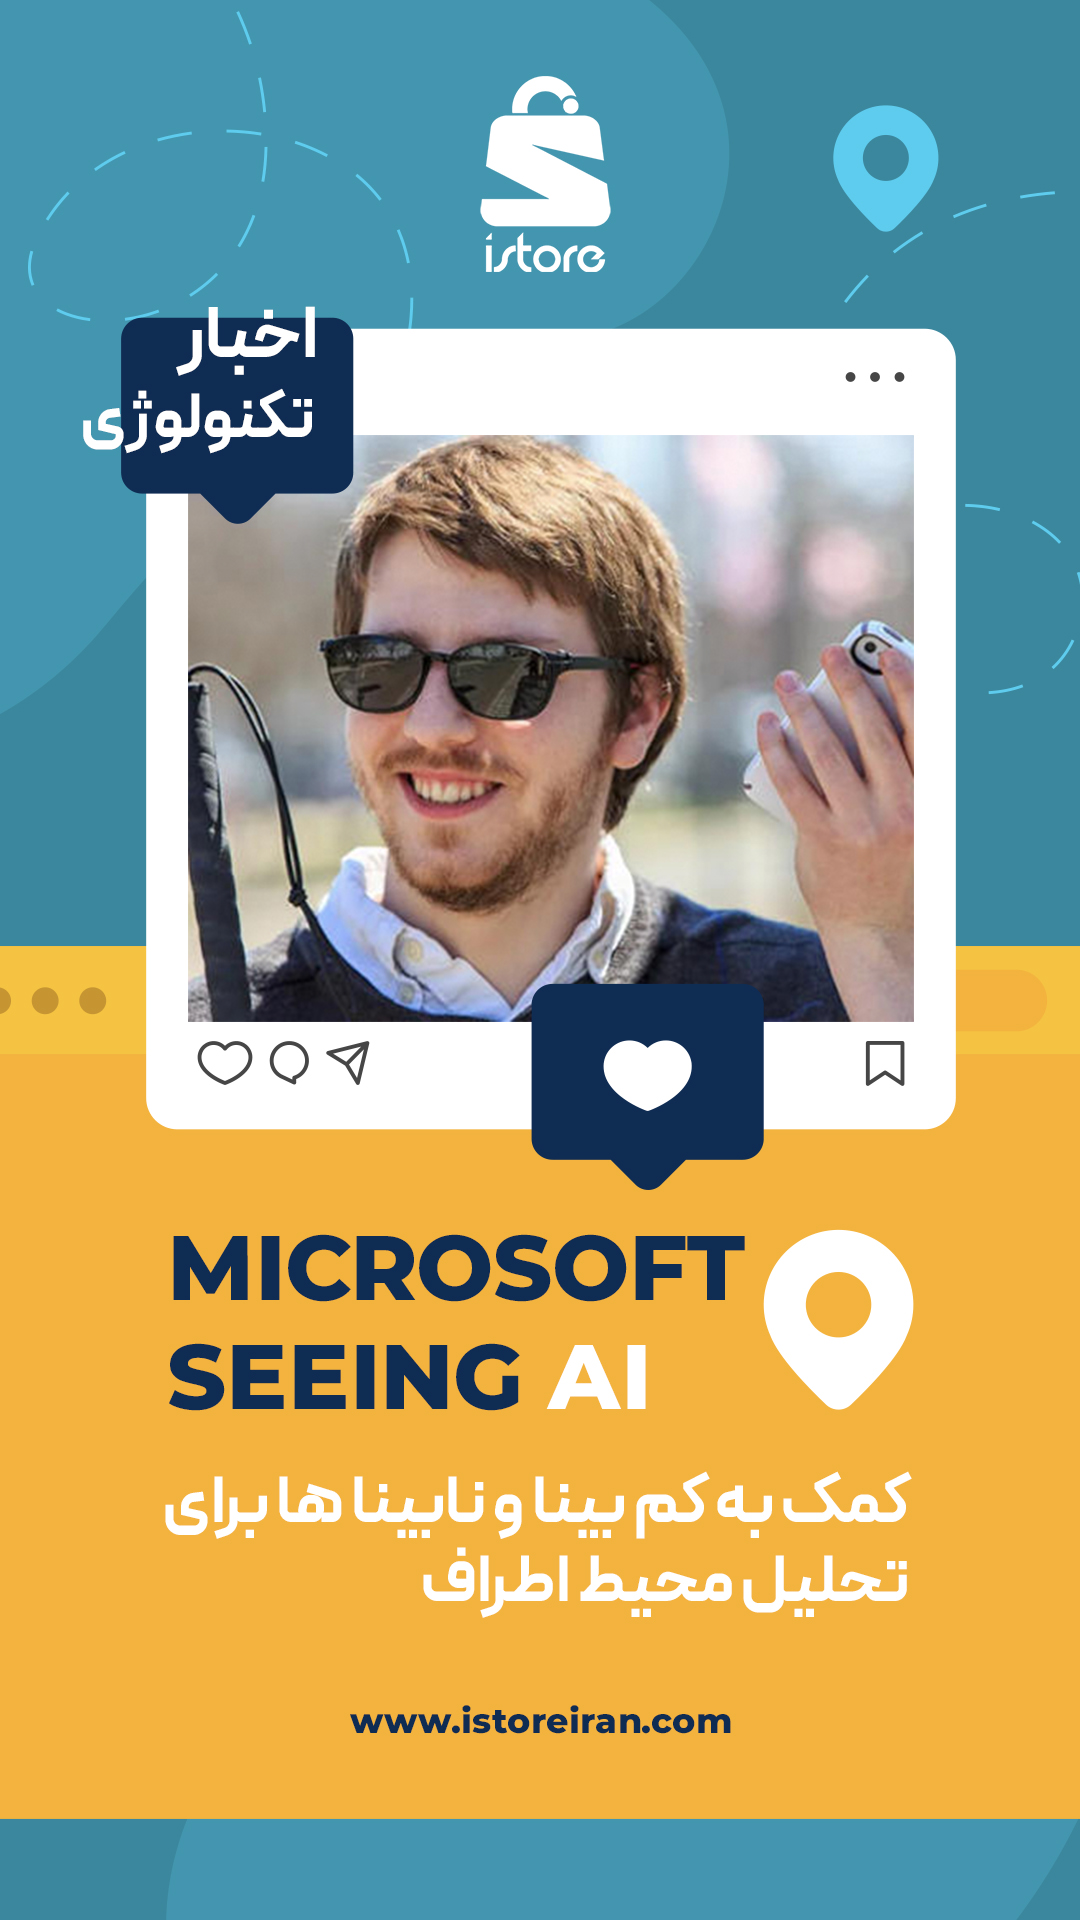 istore
اخبار
تکنولوژی
MICROSOFT
SEEING AI
کمک به کم بینا و نابینا ها برای
تحلیل محیط اطراف
www.istoreiran.com